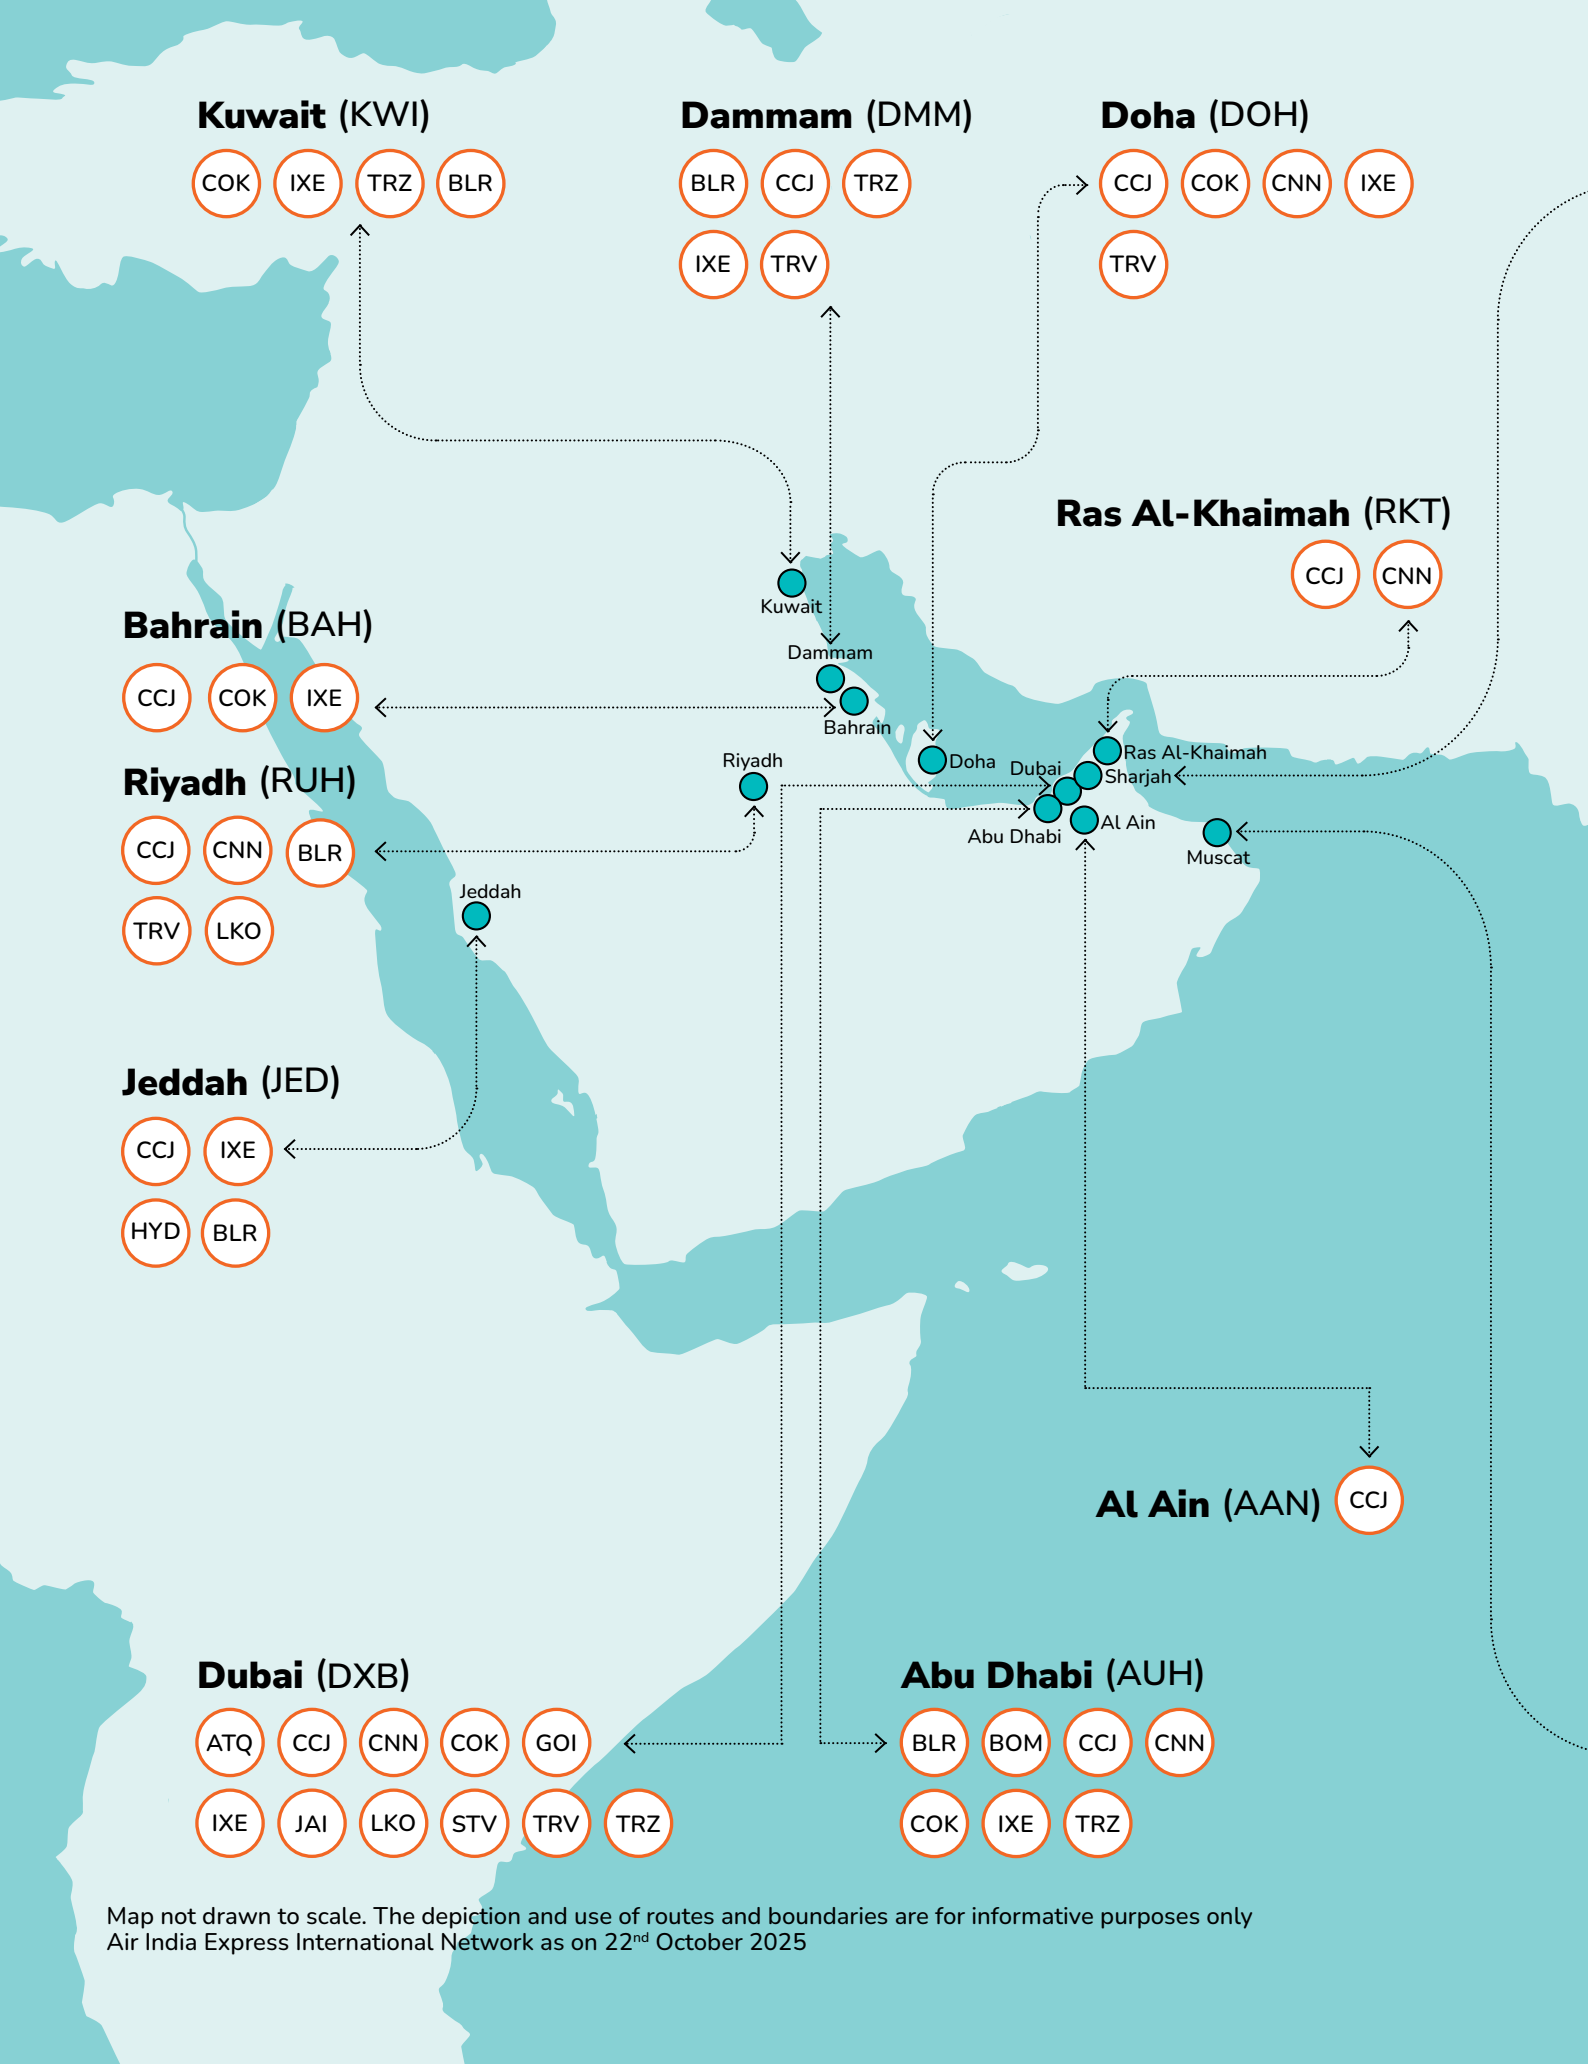 Kuwait (KWI)
COK IXE TRZ BLR
Dammam (DMM)
BLR CCJ TRZ
IXE TRV
Doha (DOH)
CCJ COK CNN IXE
TRV
Ras Al-Khaimah (RKT)
CCJ CNN
Kuwait
Dammam
Bahrain
Riyadh
Doha
Dubai
Ras Al-Khaimah
Sharjah
Abu Dhabi
Al Ain
Muscat
Jeddah
Bahrain (BAH)
CCJ COK IXE
Riyadh (RUH)
CCJ CNN BLR
TRV LKO
Jeddah (JED)
CCJ IXE
HYD BLR
Al Ain (AAN) CCJ
Dubai (DXB)
ATQ CCJ CNN COK GOI
IXE JAI LKO STV TRV TRZ
Abu Dhabi (AUH)
BLR BOM CCJ CNN
COK IXE TRZ
Map not drawn to scale. The depiction and use of routes and boundaries are for informative purposes only
Air India Express International Network as on 22nd October 2025